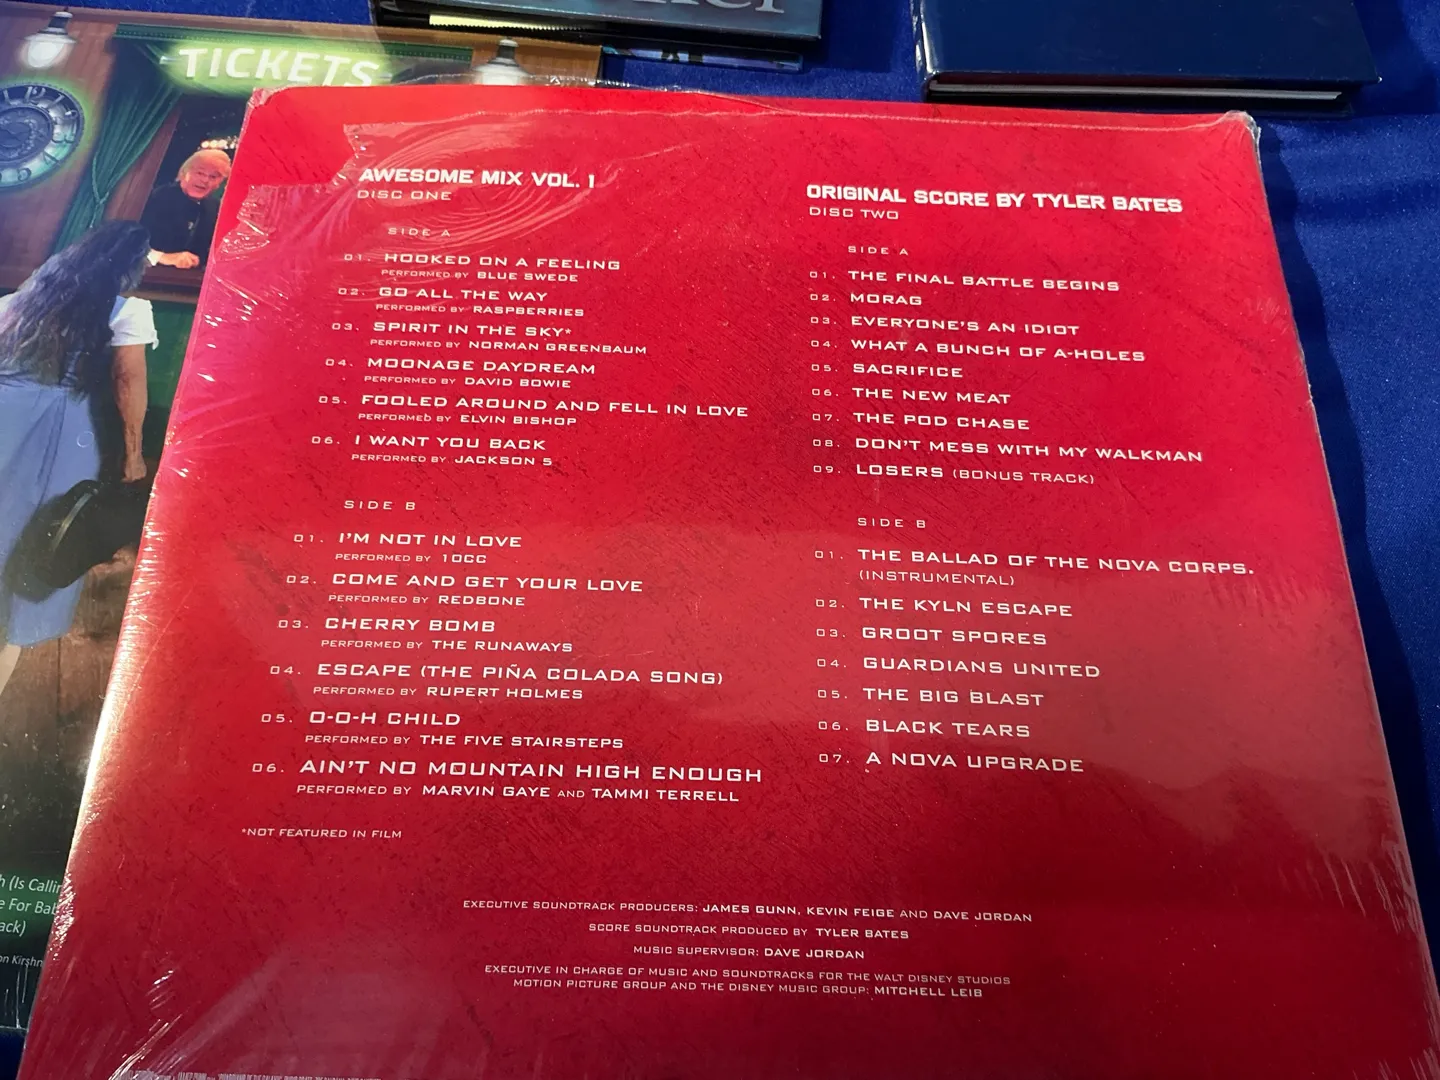 TICKETS
AWESOME MIX VOL. 1
DISC ONE
SIDE A
01. HOOKED ON A FEELING
PERFORMED BY BLUE SWEDE
02. GO ALL THE WAY
PERFORMED BY RASPBERRIES
03. SPIRIT IN THE SKY*
PERFORMED BY NORMAN GREENBAUM
04. MOONAGE DAYDREAM
PERFORMED BY DAVID BOWIE
05. FOOLED AROUND AND FELL IN LOVE
PERFORMED BY ELVIN BISHOP
06. I WANT YOU BACK
PERFORMED BY JACKSON 5
SIDE B
01. I'M NOT IN LOVE
PERFORMED BY 10CC
02. COME AND GET YOUR LOVE
PERFORMED BY REDBONE
03. CHERRY BOMB
PERFORMED BY THE RUNAWAYS
04. ESCAPE (THE PIÑA COLADA SONG)
PERFORMED BY RUPERT HOLMES
05. O-O-H CHILD
PERFORMED BY THE FIVE STAIRSTEPS
06. AIN'T NO MOUNTAIN HIGH ENOUGH
PERFORMED BY MARVIN GAYE AND TAMMI TERRELL
*NOT FEATURED IN FILM
ORIGINAL SCORE BY TYLER BATES
DISC TWO
SIDE A
01. THE FINAL BATTLE BEGINS
02. MORAG
03. EVERYONE'S AN IDIOT
04. WHAT A BUNCH OF A-HOLES
05. SACRIFICE
06. THE NEW MEAT
07. THE POD CHASE
08. DON'T MESS WITH MY WALKMAN
09. LOSERS (BONUS TRACK)
SIDE B
01. THE BALLAD OF THE NOVA CORPS.
(INSTRUMENTAL)
02. THE KYLN ESCAPE
03. GROOT SPORES
04. GUARDIANS UNITED
05. THE BIG BLAST
06. BLACK TEARS
07. A NOVA UPGRADE
EXECUTIVE SOUNDTRACK PRODUCERS: JAMES GUNN, KEVIN FEIGE AND DAVE JORDAN
SCORE SOUNDTRACK PRODUCED BY TYLER BATES
MUSIC SUPERVISOR: DAVE JORDAN
EXECUTIVE IN CHARGE OF MUSIC AND SOUNDTRACKS FOR THE WALT DISNEY STUDIOS
MOTION PICTURE GROUP AND THE DISNEY MUSIC GROUP: MITCHELL LEIB
h (Is Callin
e For Bab
ack)
on Kirshn